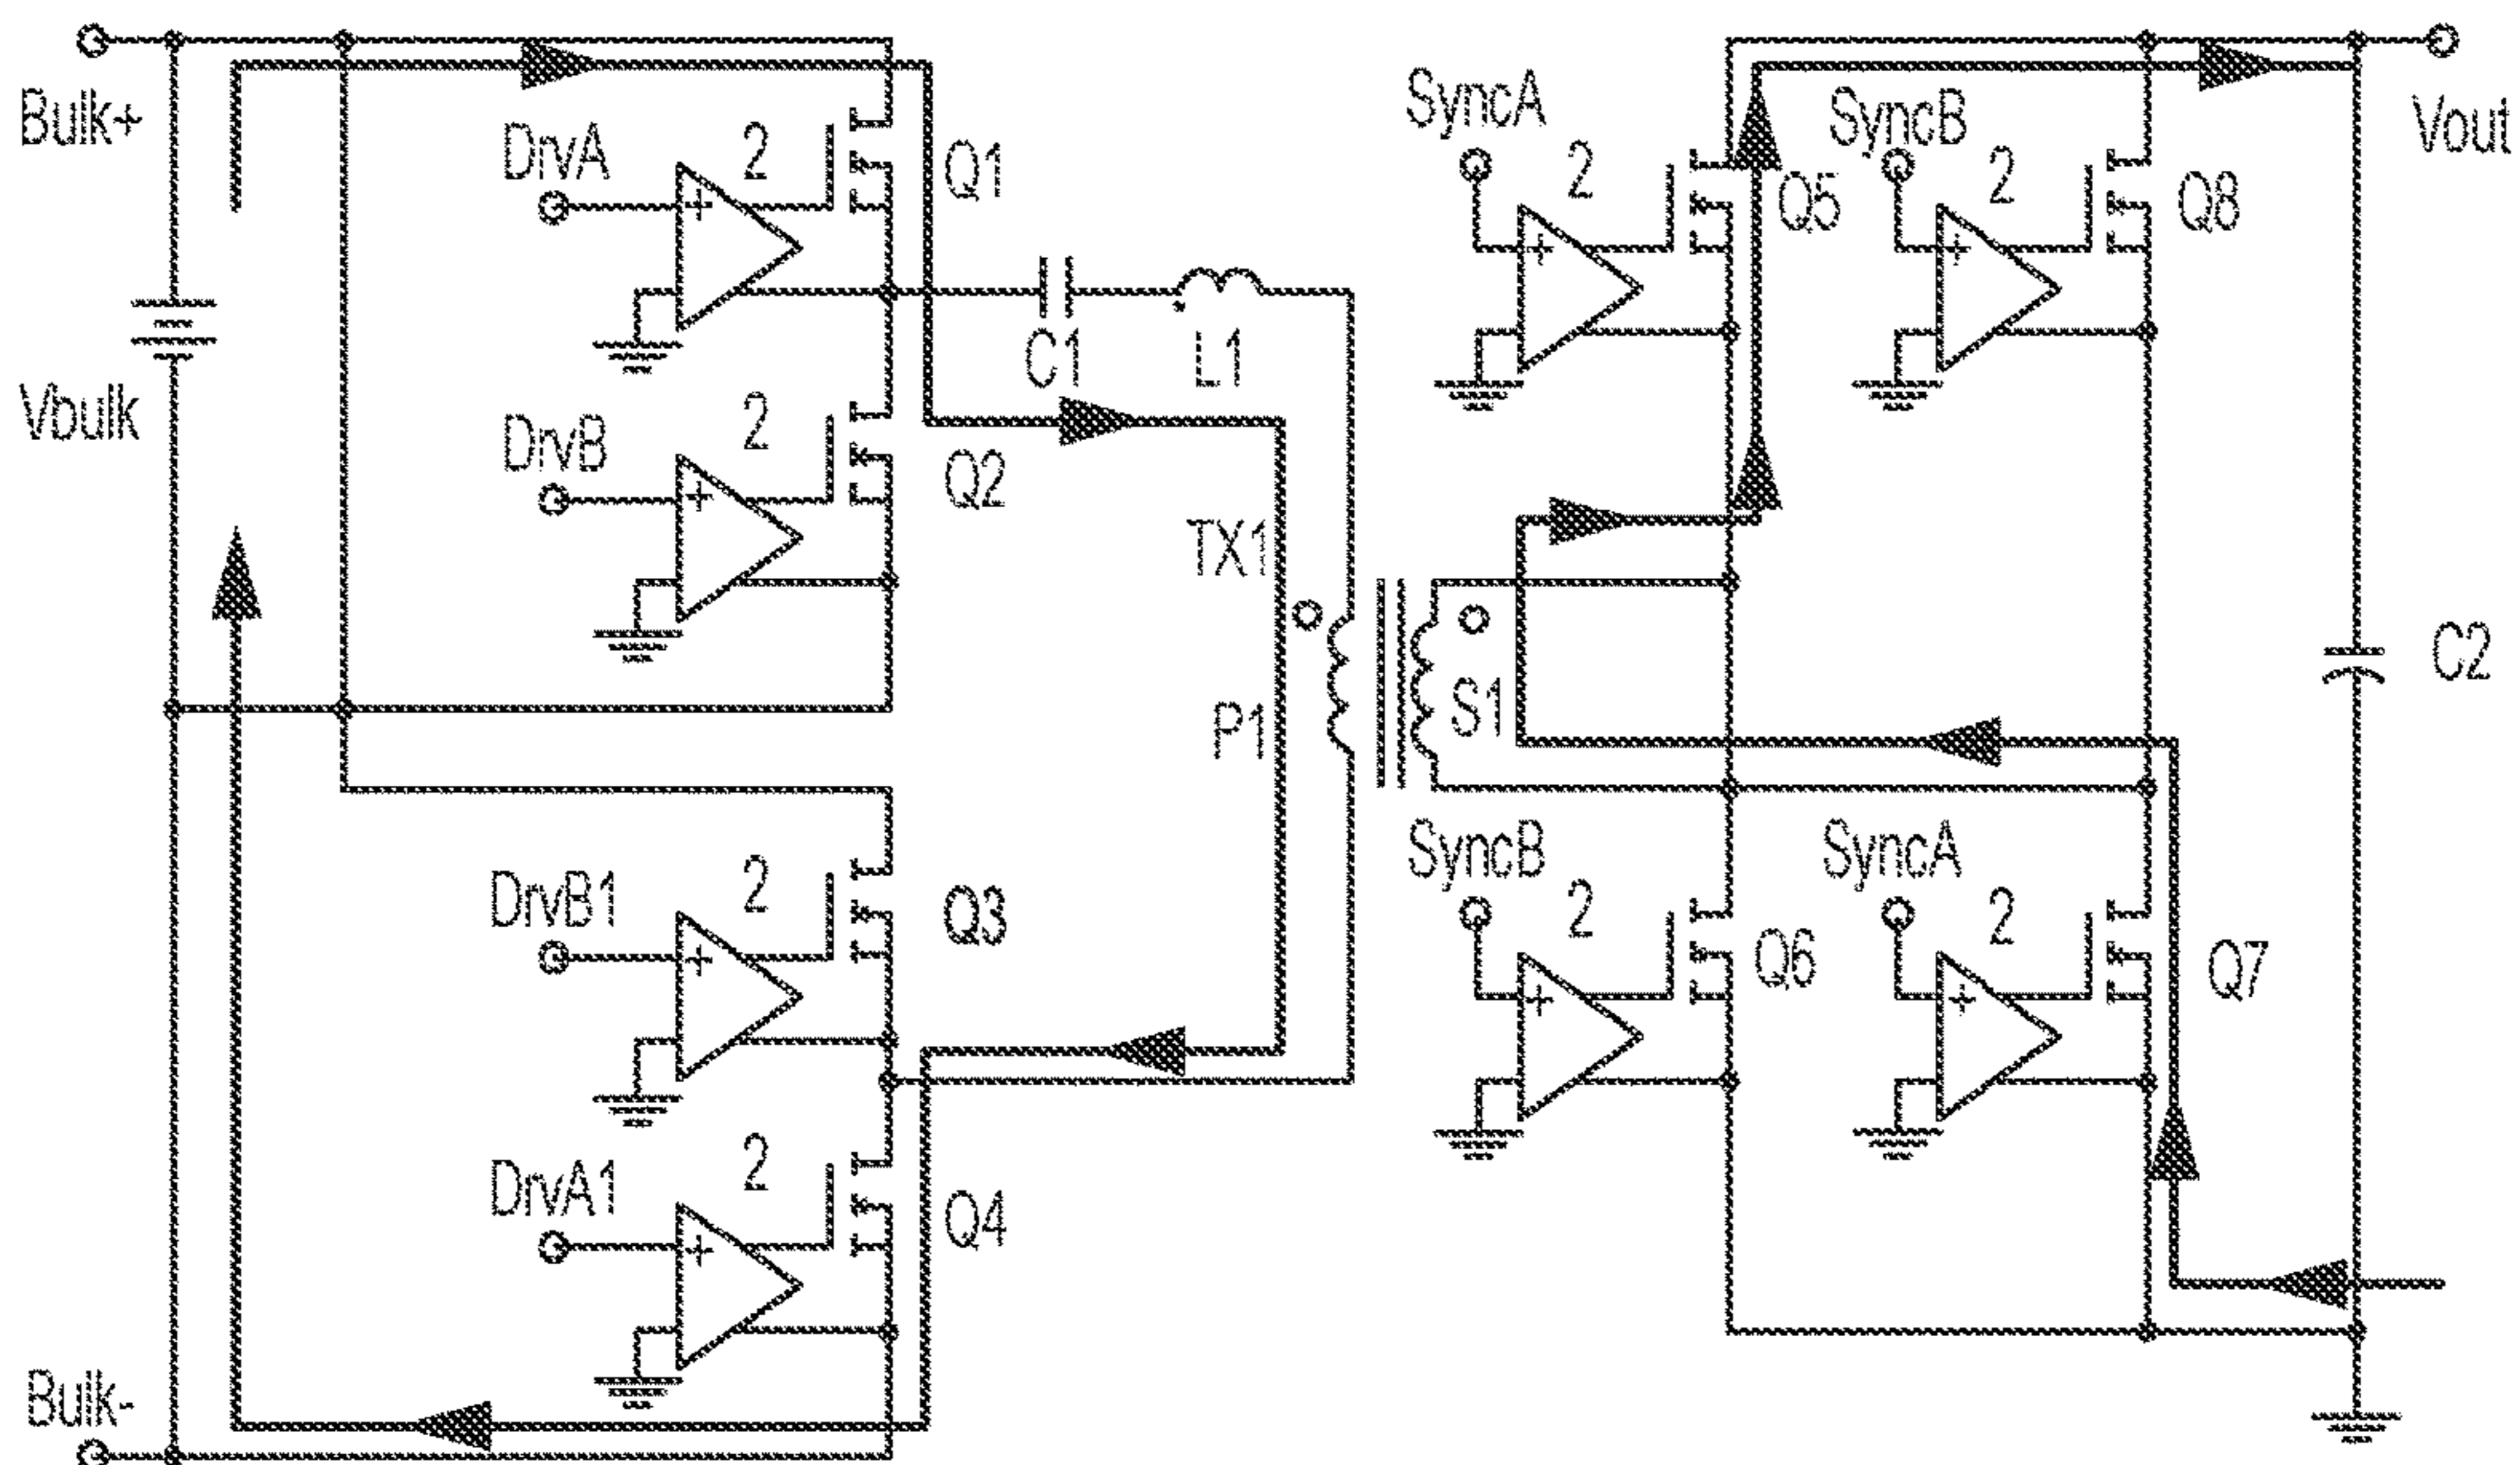 Bulk+
DrvA
2
Q1
SyncA
2
Q5
SyncB
2
Q8
Vout
Vbulk
C1
L1
DrvB
2
Q2
TX1
P1
S1
C2
DrvB1
2
Q3
SyncB
2
Q6
SyncA
2
Q7
DrvA1
2
Q4
Bulk-